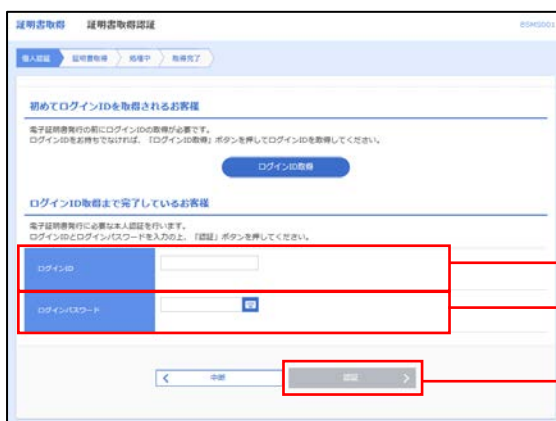 証明書取得 証明書取得認証
BSMS001
個人認証 証明書取得 処理中 取得完了
初めてログインIDを取得されるお客様
電子証明書発行の前にログインIDの取得が必要です。
ログインIDをお持ちでなければ、「ログインID取得」ボタンを押してログインIDを取得してください。
ログインID取得
ログインID取得まで完了しているお客様
電子証明書発行に必要な本人認証を行います。
ログインIDとログインパスワードを入力の上、「認証」ボタンを押してください。
ログインID
ログインパスワード
中断 認証